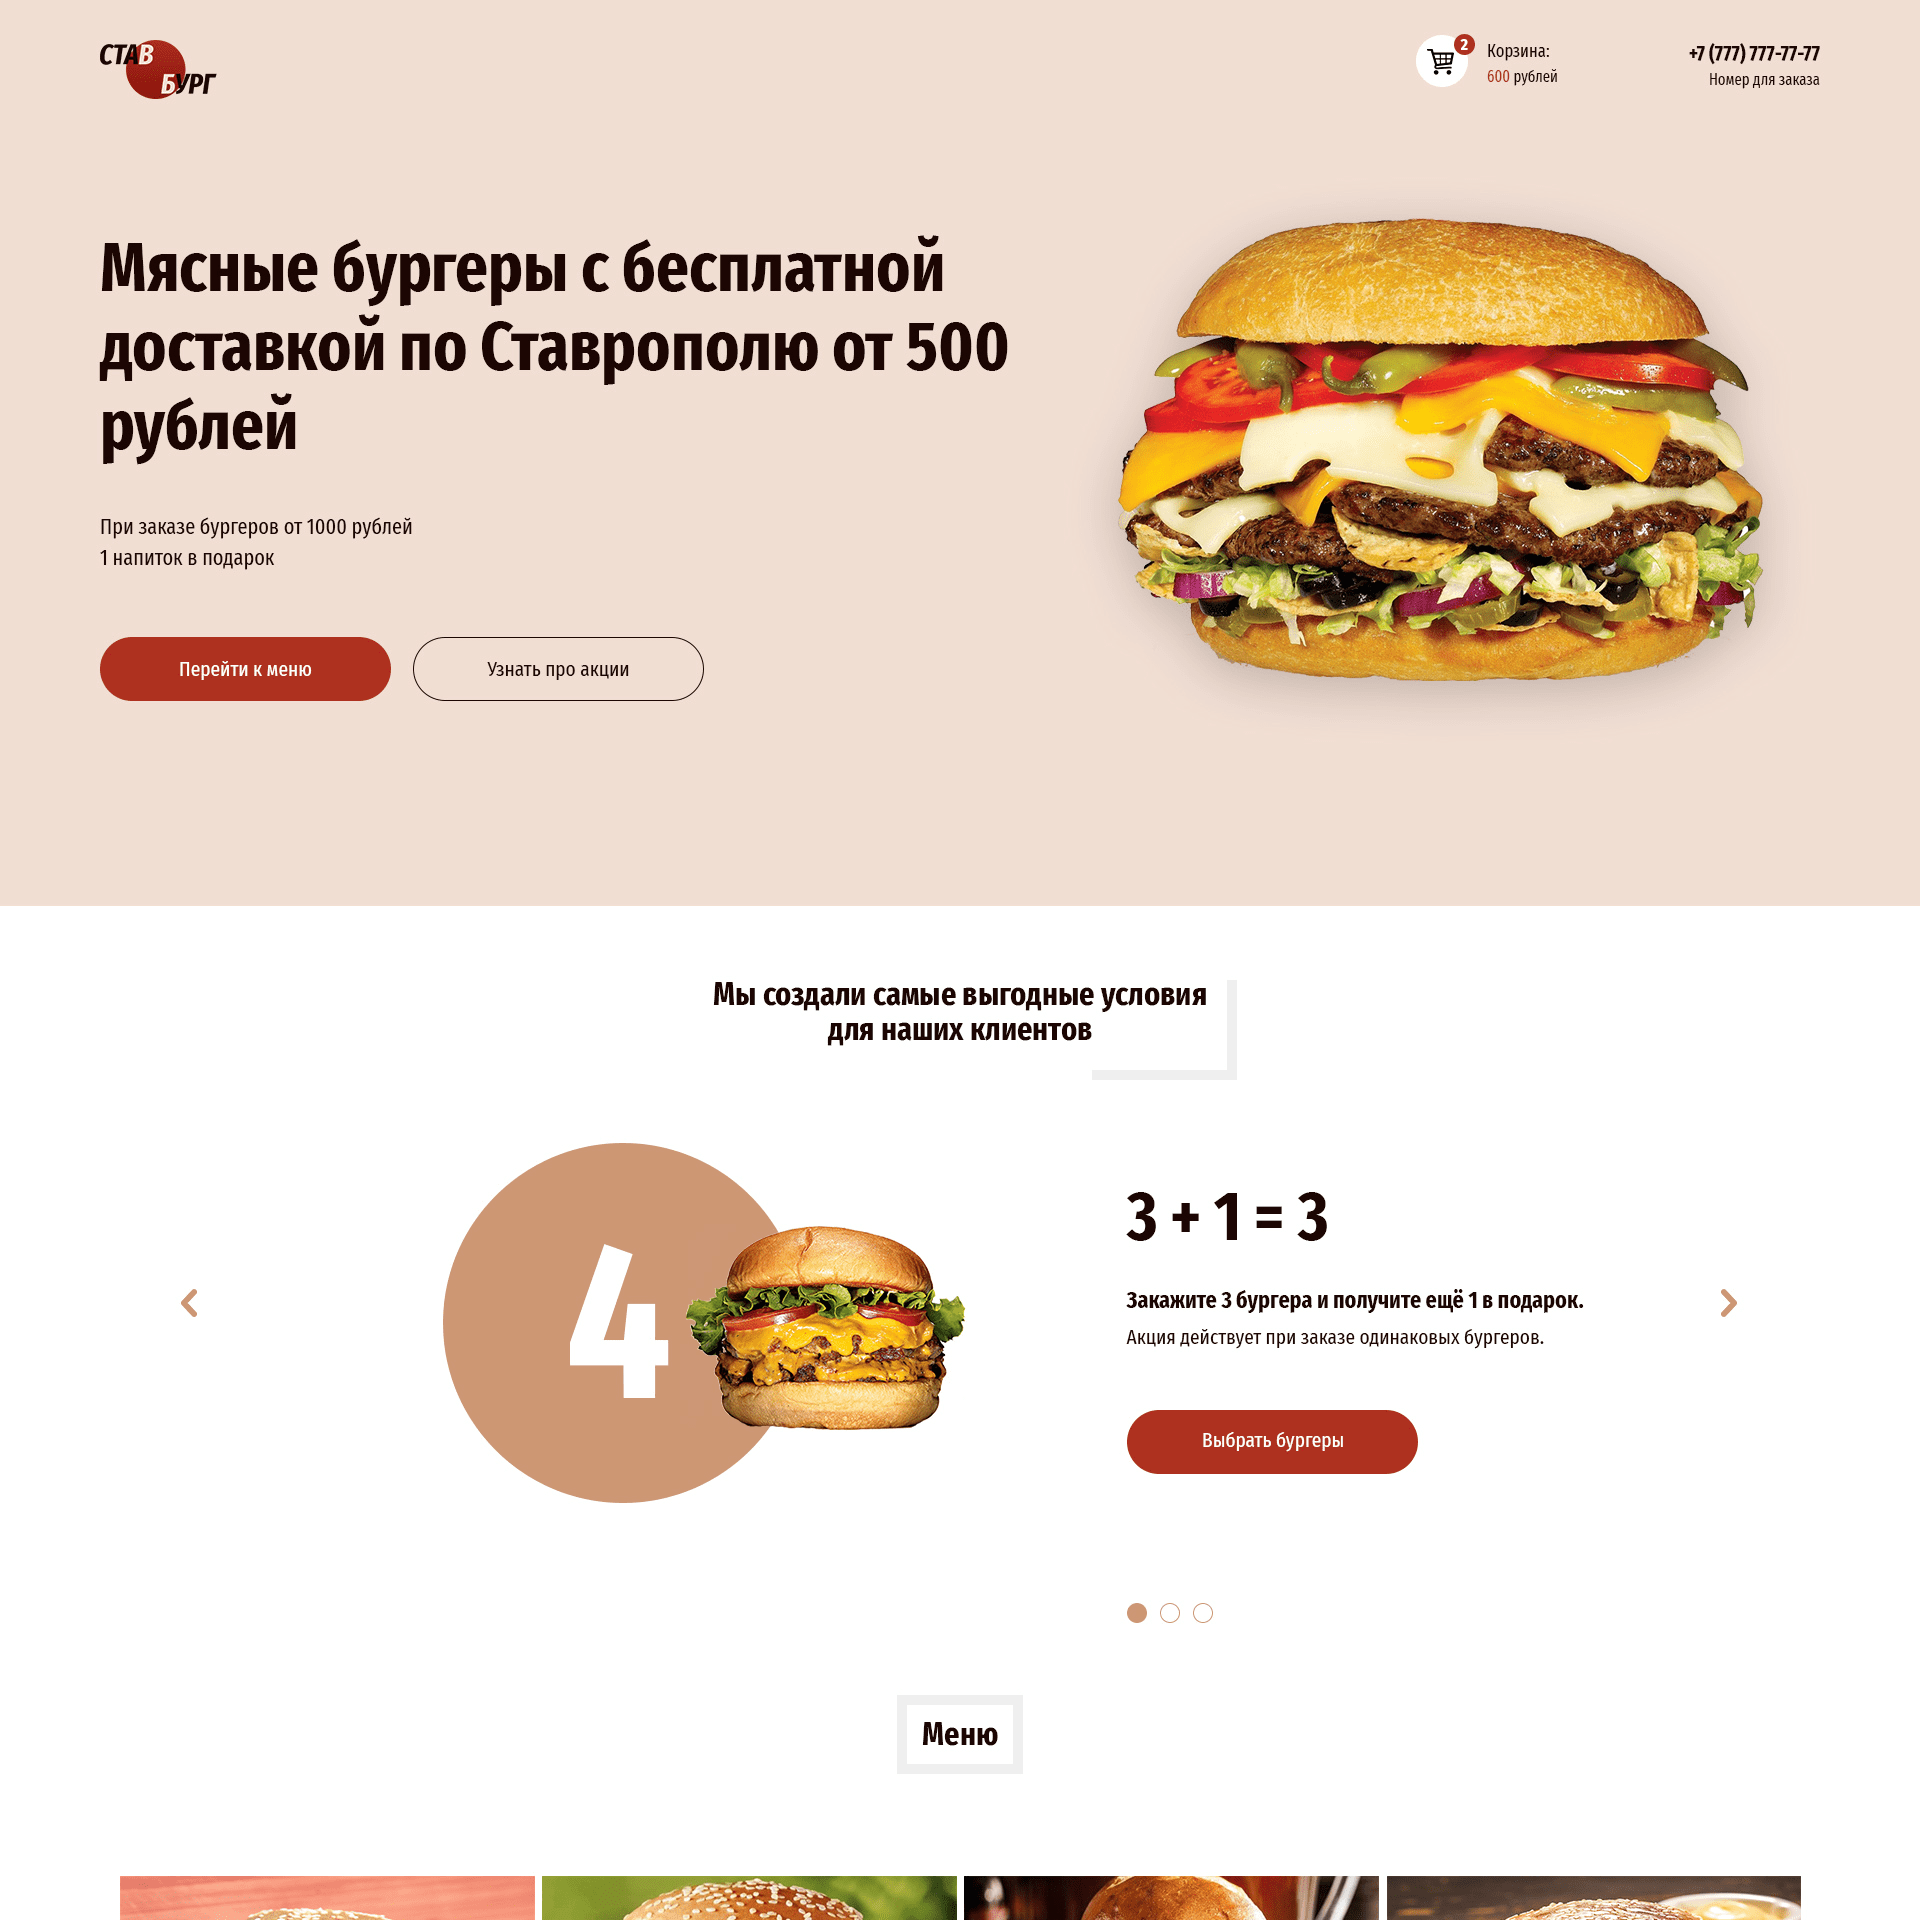 СТАВ
БУРГ
2
Корзина:
600 рублей
+7 (777) 777-77-77
Номер для заказа
Мясные бургеры с бесплатной
доставкой по Ставрополю от 500
рублей
При заказе бургеров от 1000 рублей
1 напиток в подарок
Перейти к меню
Узнать про акции
Мы создали самые выгодные условия
для наших клиентов
4
3 + 1 = 3
Закажите 3 бургера и получите ещё 1 в подарок.
Акция действует при заказе одинаковых бургеров.
Выбрать бургеры
Меню